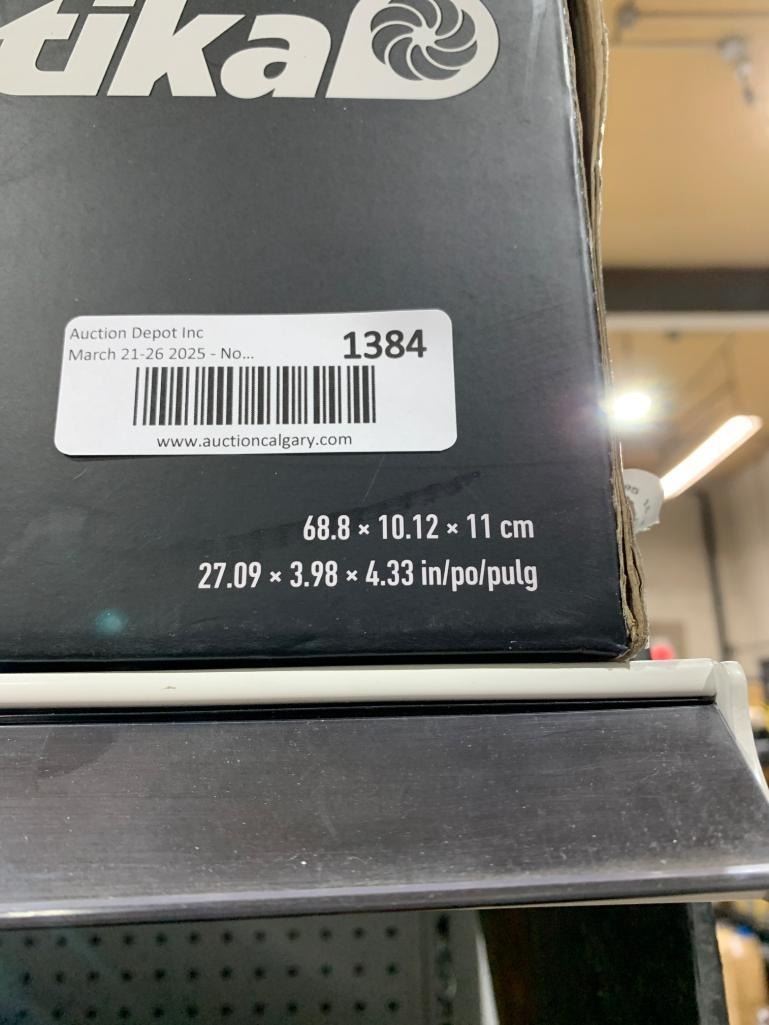 tika
Auction Depot Inc
March 21-26 2025 - No...
1384
www.auctioncalgary.com
68.8 × 10.12 × 11 cm
27.09 × 3.98 × 4.33 in/po/pulg